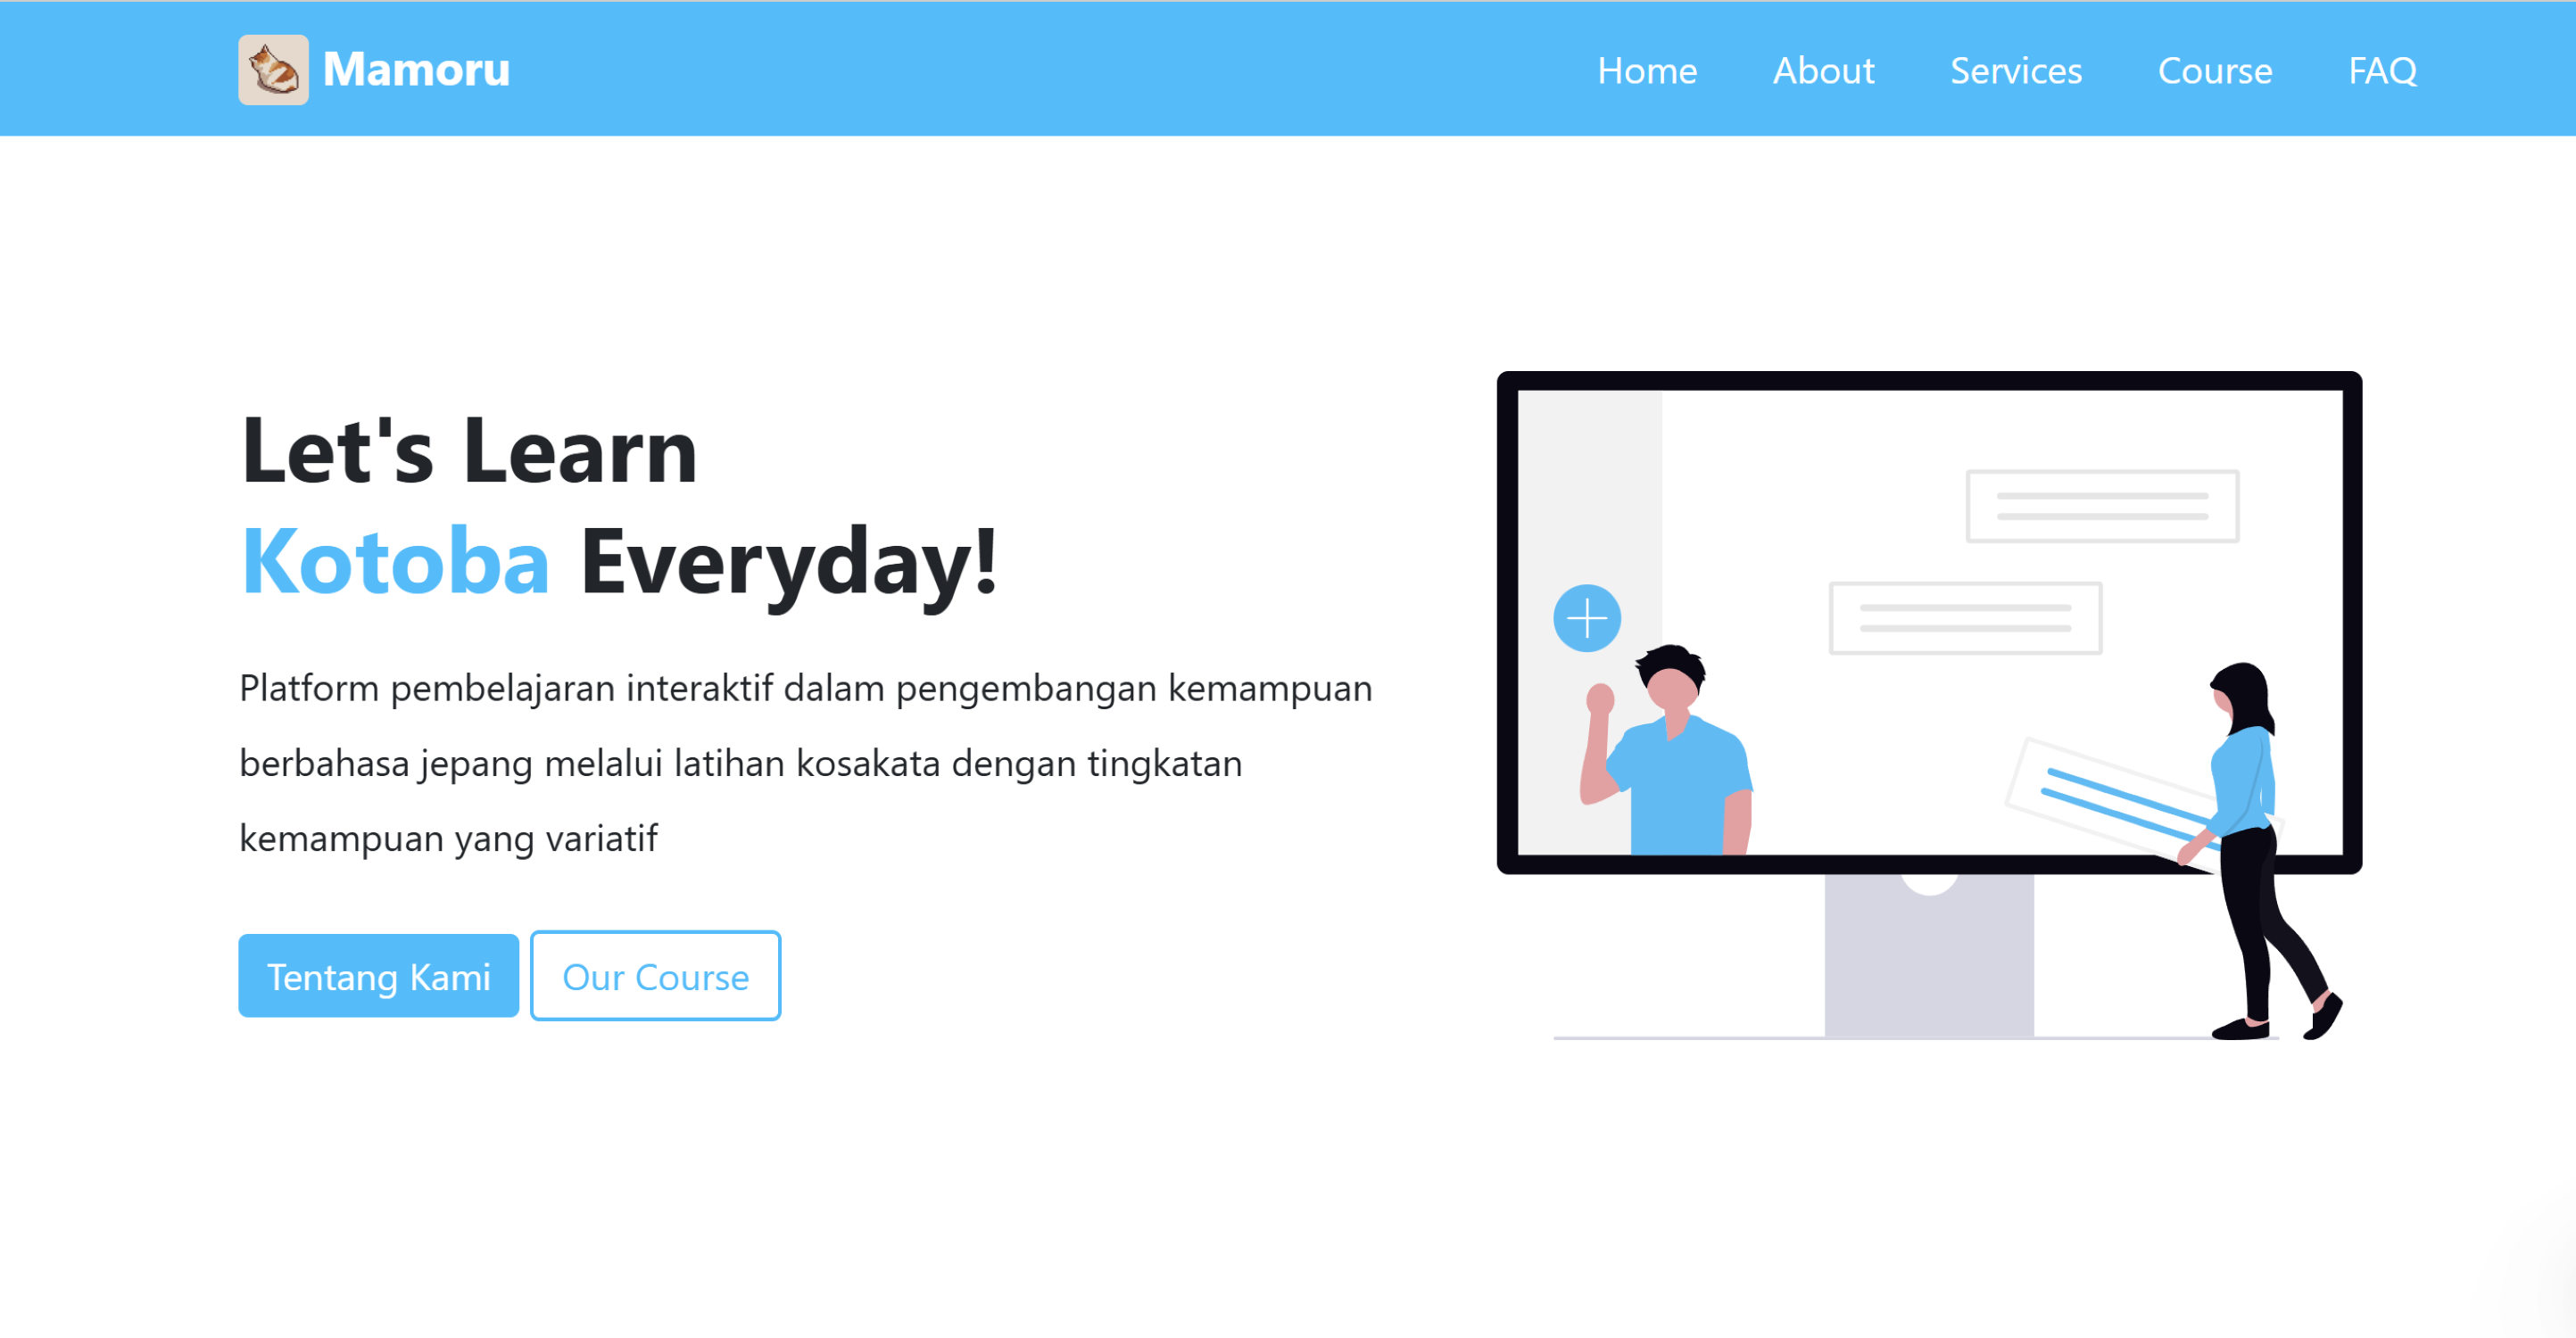 Mamoru
Home About Services Course FAQ
Let's Learn
Kotoba Everyday!
Platform pembelajaran interaktif dalam pengembangan kemampuan
berbahasa jepang melalui latihan kosakata dengan tingkatan
kemampuan yang variatif
Tentang Kami
Our Course